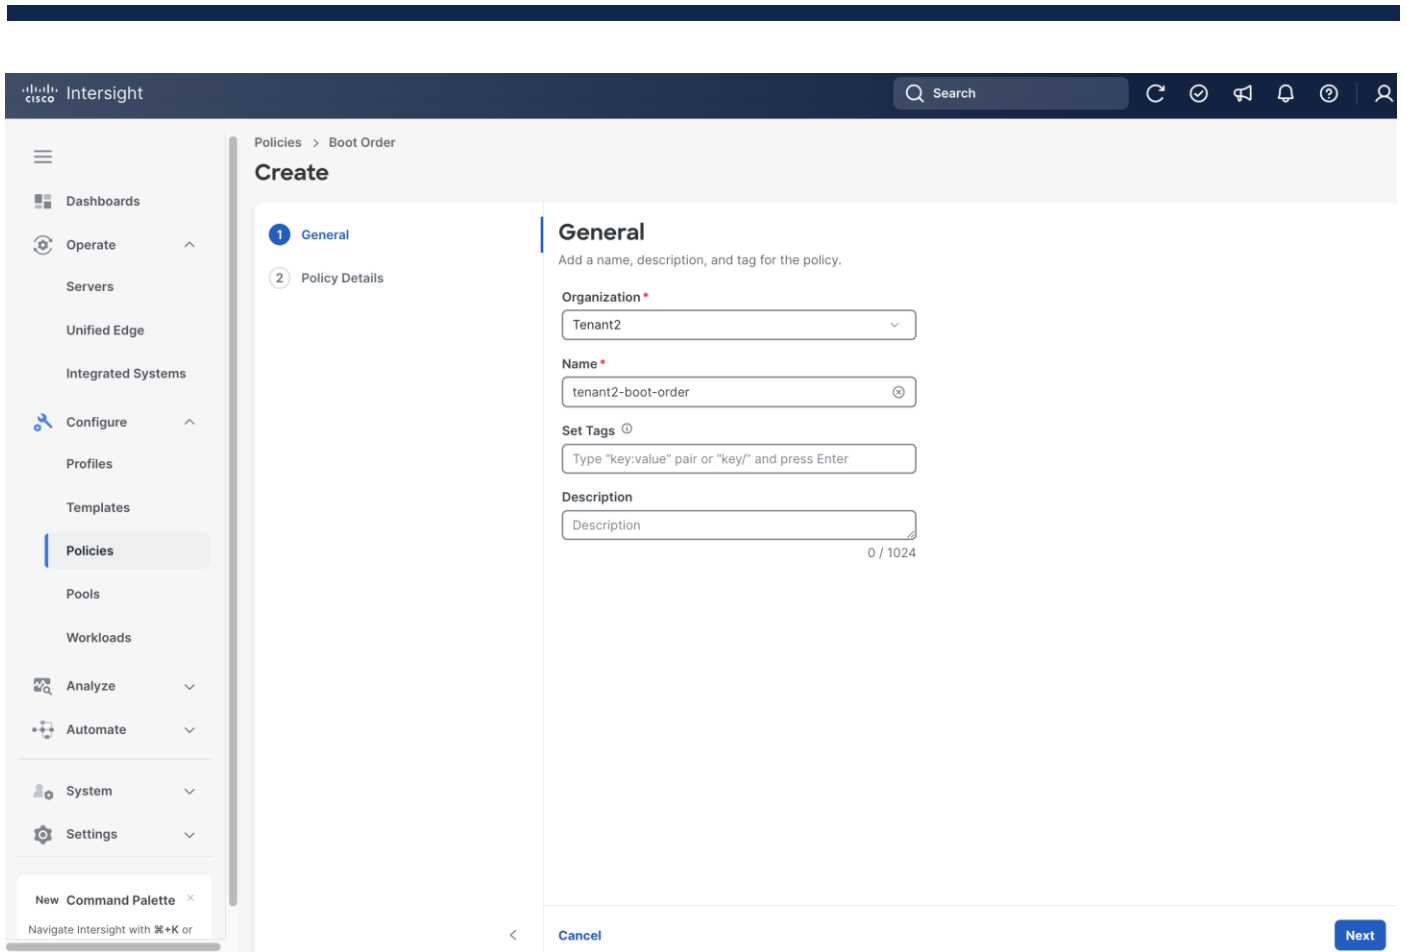 cisco Intersight
Search
Policies > Boot Order
Create
Dashboards
Operate
Servers
Unified Edge
Integrated Systems
Configure
Profiles
Templates
Policies
Pools
Workloads
Analyze
Automate
System
Settings
New Command Palette ×
Navigate Intersight with ⌘+K or
1 General
2 Policy Details
General
Add a name, description, and tag for the policy.
Organization *
Tenant2
Name *
tenant2-boot-order
Set Tags
Type "key:value" pair or "key/" and press Enter
Description
Description
0 / 1024
Cancel
Next